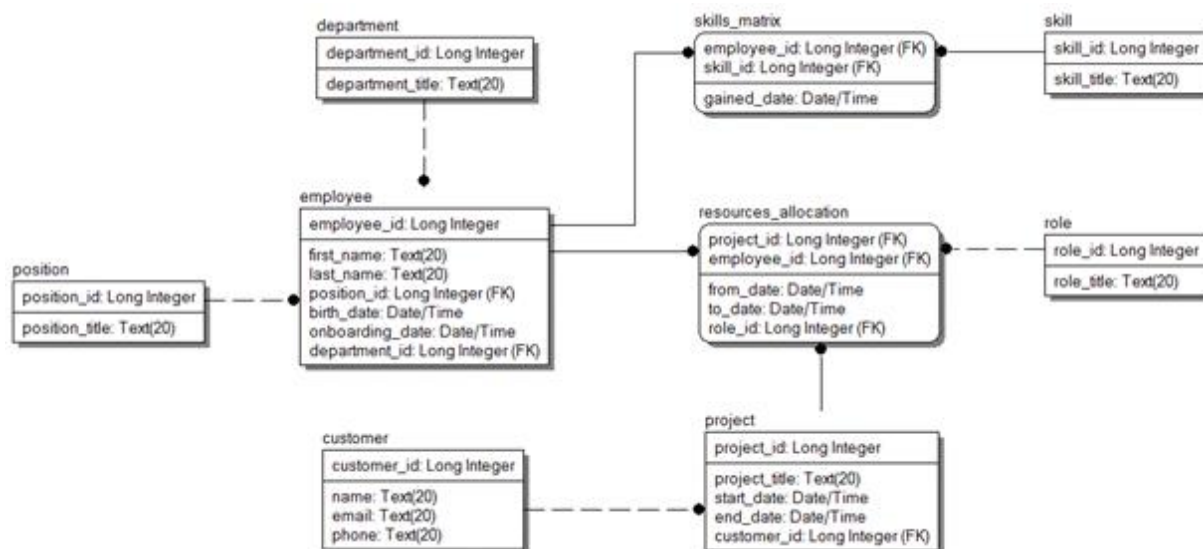 department
department_id: Long Integer
department_title: Text(20)
skills_matrix
employee_id: Long Integer (FK)
skill_id: Long Integer (FK)
gained_date: Date/Time
skill
skill_id: Long Integer
skill_title: Text(20)
employee
employee_id: Long Integer
first_name: Text(20)
last_name: Text(20)
position_id: Long Integer (FK)
birth_date: Date/Time
onboarding_date: Date/Time
department_id: Long Integer (FK)
resources_allocation
project_id: Long Integer (FK)
employee_id: Long Integer (FK)
from_date: Date/Time
to_date: Date/Time
role_id: Long Integer (FK)
role
role_id: Long Integer
role_title: Text(20)
position
position_id: Long Integer
position_title: Text(20)
customer
customer_id: Long Integer
name: Text(20)
email: Text(20)
phone: Text(20)
project
project_id: Long Integer
project_title: Text(20)
start_date: Date/Time
end_date: Date/Time
customer_id: Long Integer (FK)